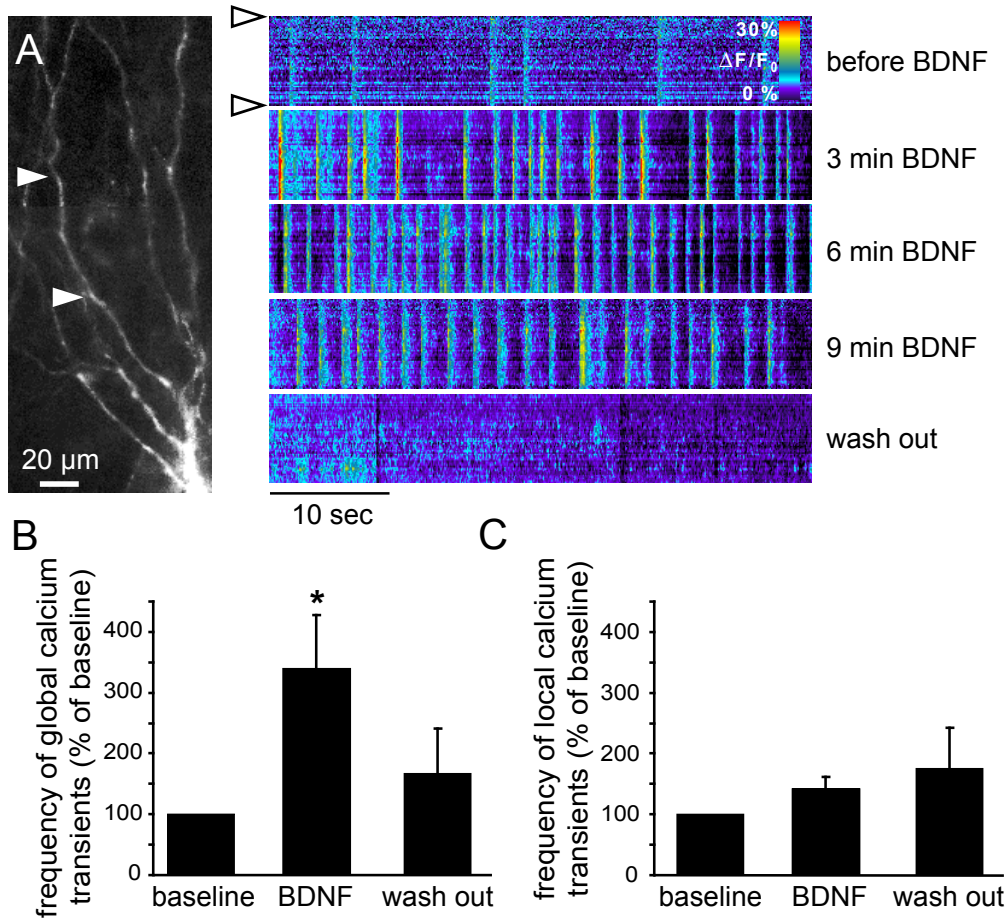 A
20 µm
30%
ΔF/F₀
0 %
before BDNF
3 min BDNF
6 min BDNF
9 min BDNF
wash out
10 sec
B
frequency of global calcium
transients (% of baseline)
400
300
200
100
0
*
baseline
BDNF
wash out
C
frequency of local calcium
transients (% of baseline)
400
300
200
100
0
baseline
BDNF
wash out